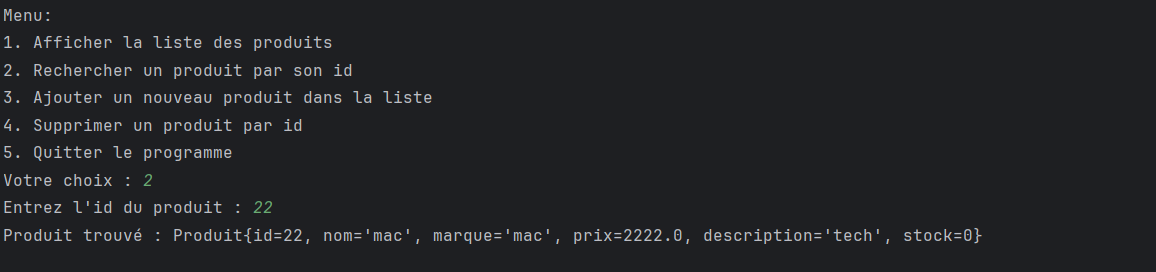 Menu:
1. Afficher la liste des produits
2. Rechercher un produit par son id
3. Ajouter un nouveau produit dans la liste
4. Supprimer un produit par id
5. Quitter le programme
Votre choix : 2
Entrez l'id du produit : 22
Produit trouvé : Produit{id=22, nom='mac', marque='mac', prix=2222.0, description='tech', stock=0}